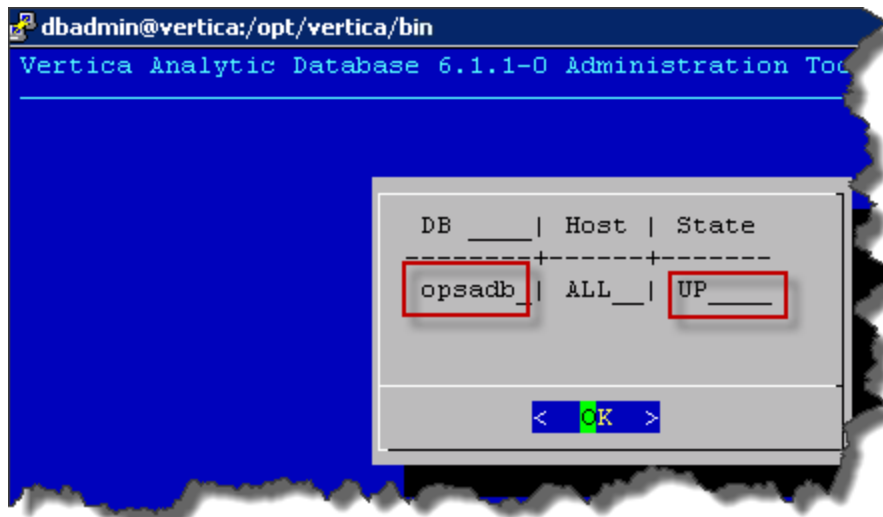 dbadmin@vertica:/opt/vertica/bin
Vertica Analytic Database 6.1.1-0 Administration
DB ____| Host | State
--------+------+-------
opsadb_| ALL__| UP____
< OK >